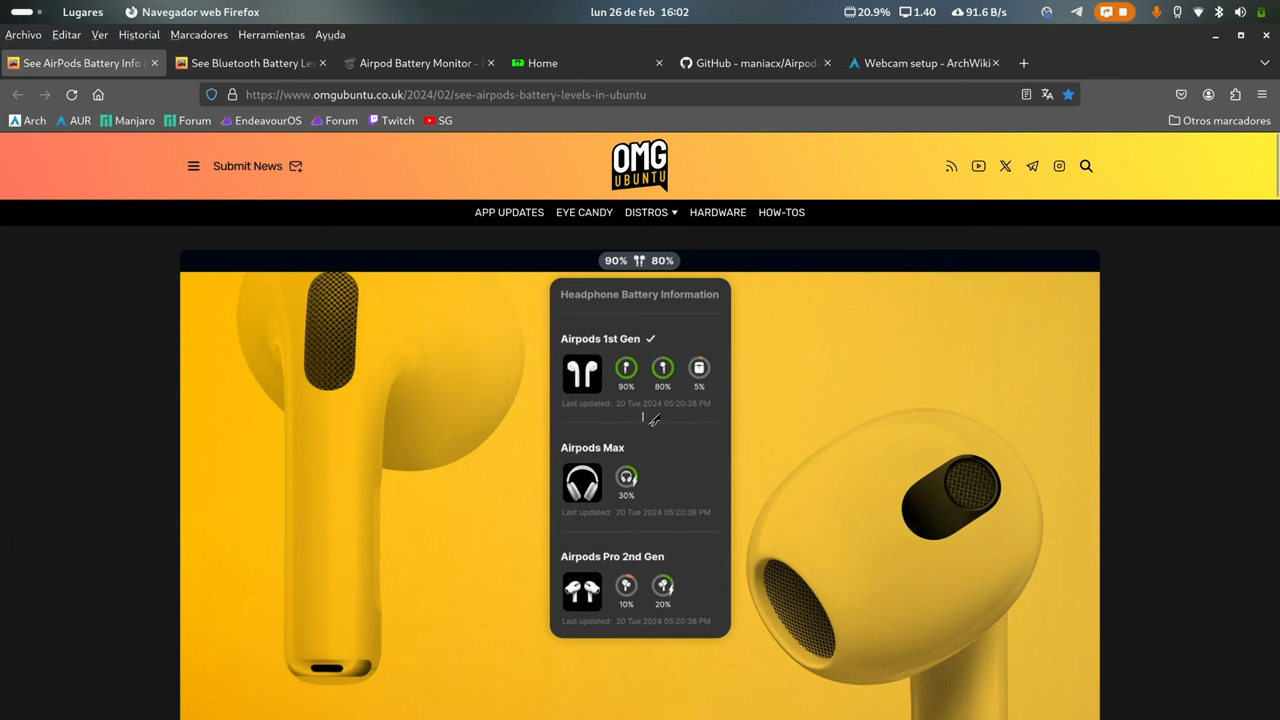 Lugares Navegador web Firefox lun 26 de feb 16:02 20.9% 1.40 91.6 B/s
Archivo Editar Ver Historial Marcadores Herramientas Ayuda
See AirPods Battery Info See Bluetooth Battery Lev Airpod Battery Monitor - Home GitHub - maniacx/Airpod- Webcam setup - ArchWiki
https://www.omgubuntu.co.uk/2024/02/see-airpods-battery-levels-in-ubuntu
Arch AUR Manjaro Forum EndeavourOS Forum Twitch SG Otros marcadores
Submit News OMG
UBUNTU
APP UPDATES EYE CANDY DISTROS HARDWARE HOW-TOS
90% 80%
Headphone Battery Information
Airpods 1st Gen
90% 80% 5%
Last updated: 20 Tue 2024 05:20:38 PM
Airpods Max
30%
Last updated: 20 Tue 2024 05:20:38 PM
Airpods Pro 2nd Gen
10% 20%
Last updated: 20 Tue 2024 05:20:38 PM